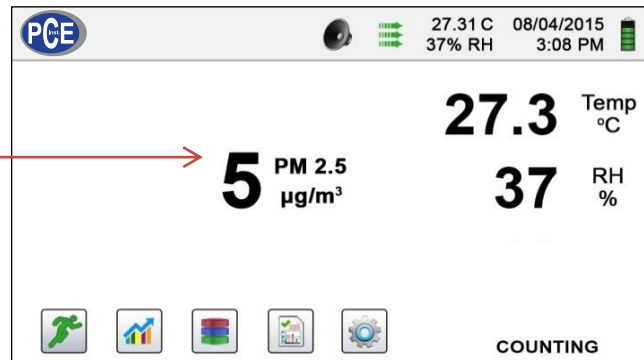 PCE
Inst.
27.31 C 08/04/2015
37% RH 3:08 PM
27.3 Temp
°C
5 PM 2.5
µg/m³
37 RH
%
COUNTING